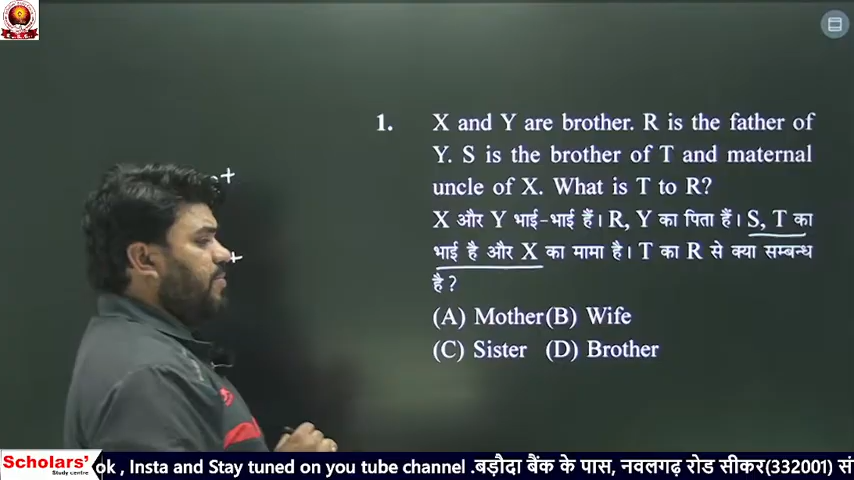 1. X and Y are brother. R is the father of
Y. S is the brother of T and maternal
uncle of X. What is T to R?
X और Y भाई-भाई हैं। R, Y का पिता हैं। S, T का
भाई है और X का मामा है। T का R से क्या सम्बन्ध
है?
(A) Mother (B) Wife
(C) Sister (D) Brother
Scholars'
Study centre
ok , Insta and Stay tuned on you tube channel .बड़ौदा बैंक के पास, नवलगढ़ रोड सीकर(332001) सं